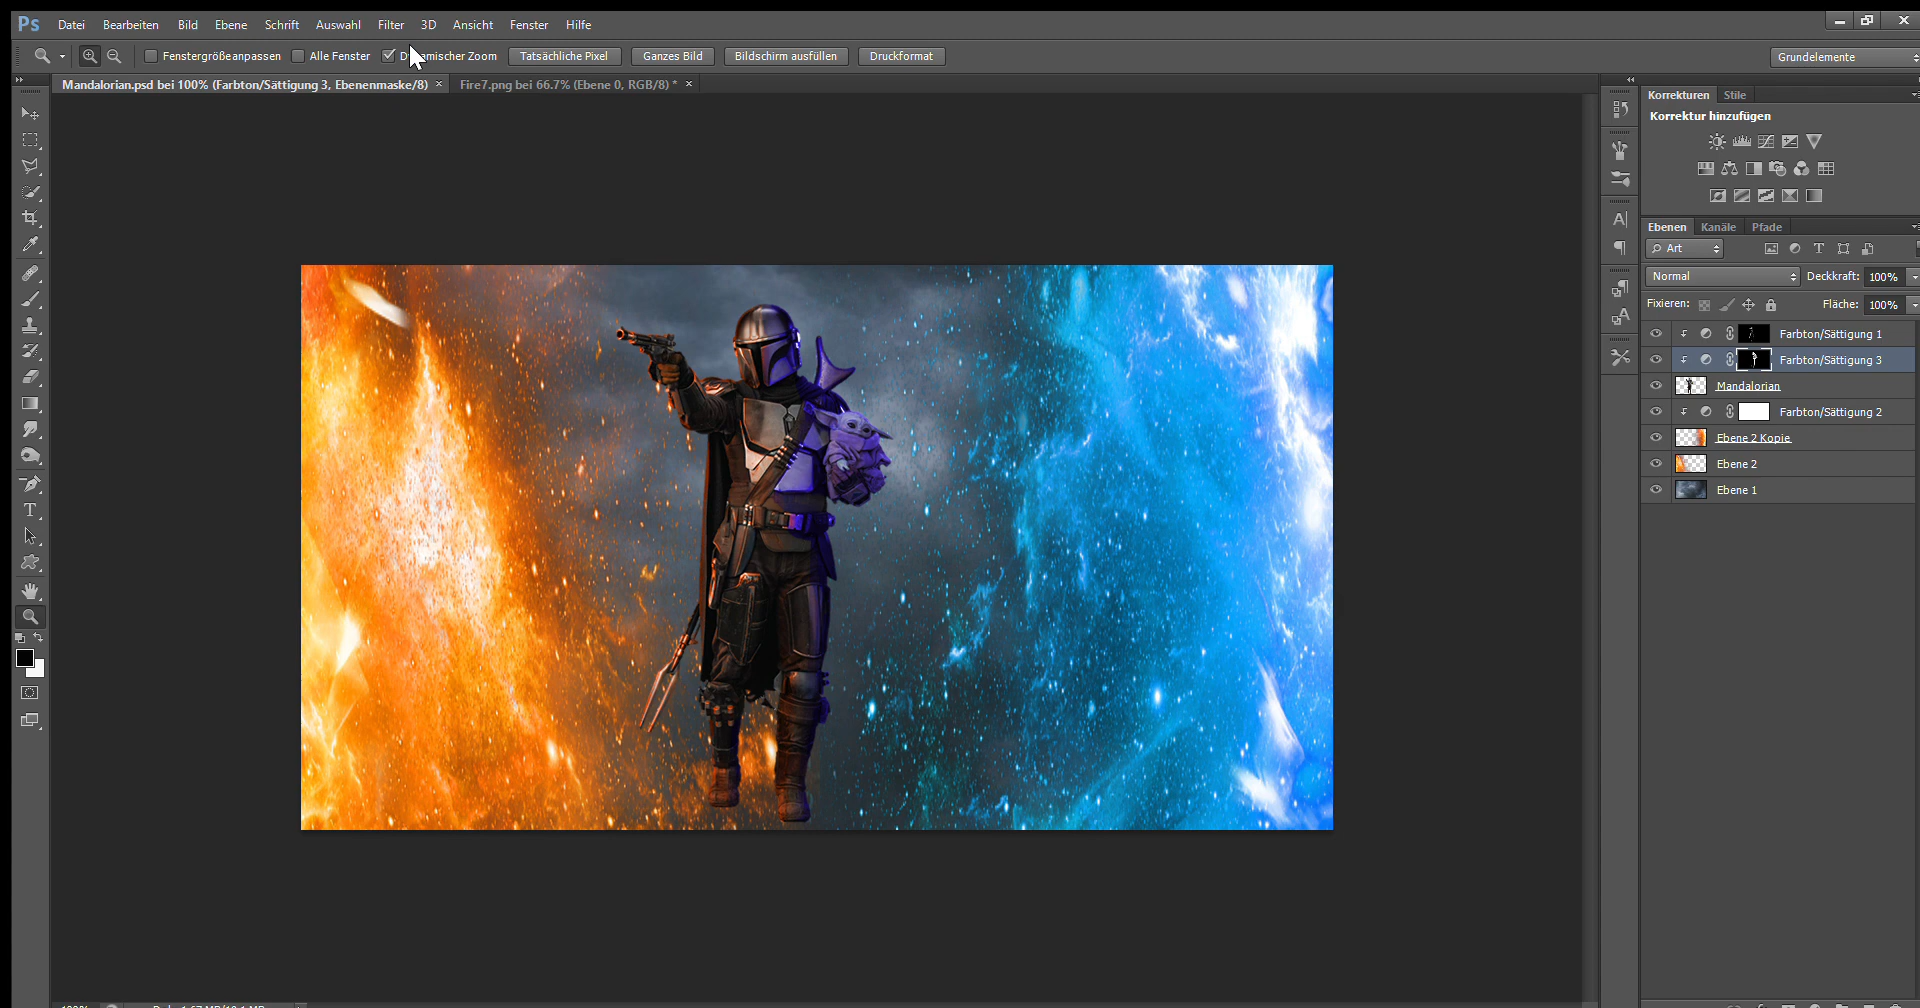 Ps Datei Bearbeiten Bild Ebene Schrift Auswahl Filter 3D Ansicht Fenster Hilfe
Fenstergröße anpassen Alle Fenster Dynamischer Zoom Tatsächliche Pixel Ganzes Bild Bildschirm ausfüllen Druckformat Grundelemente
Mandalorian.psd bei 100% (Farbton/Sättigung 3, Ebenenmaske/8) × Fire7.png bei 66.7% (Ebene 0, RGB/8) * ×
Korrekturen Stile
Korrektur hinzufügen
Ebenen Kanäle Pfade
Art
Normal Deckkraft: 100%
Fixieren: Fläche: 100%
Farbton/Sättigung 1
Farbton/Sättigung 3
Mandalorian
Farbton/Sättigung 2
Ebene 2 Kopie
Ebene 2
Ebene 1